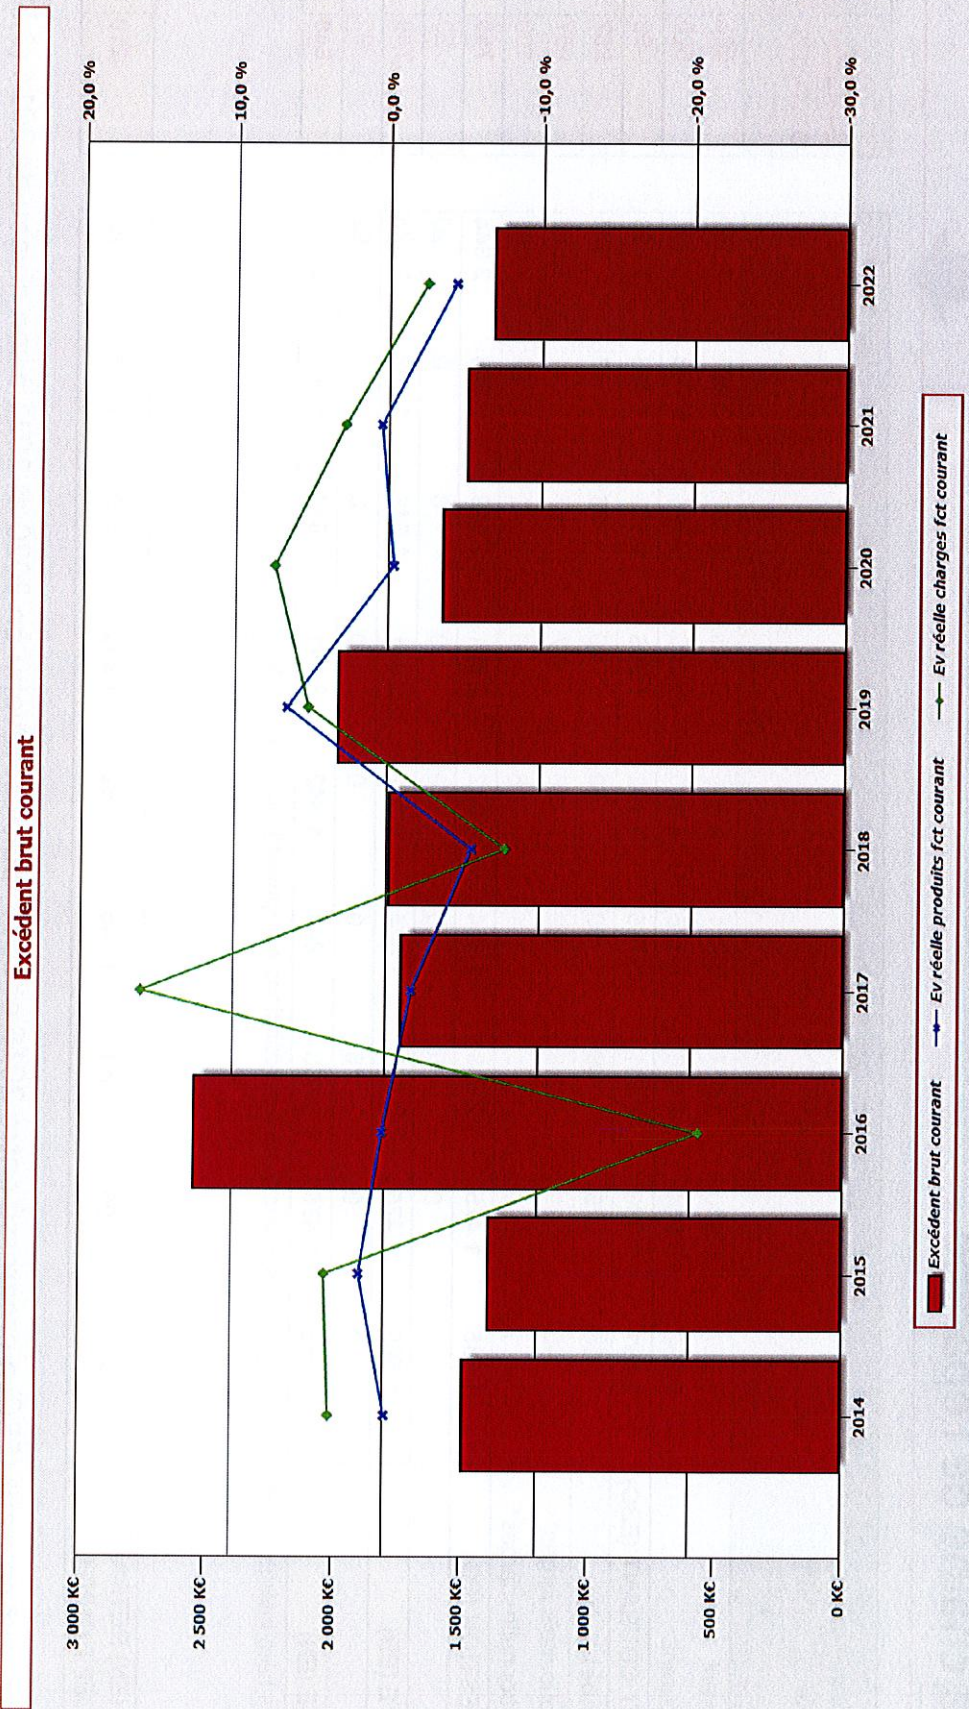 Excédent brut courant
3 000 K€
2 500 K€
2 000 K€
1 500 K€
1 000 K€
500 K€
0 K€
20,0 %
10,0 %
0,0 %
-10,0 %
-20,0 %
-30,0 %
2014 2015 2016 2017 2018 2019 2020 2021 2022
Excédent brut courant Ev réelle produits fct courant Ev réelle charges fct courant